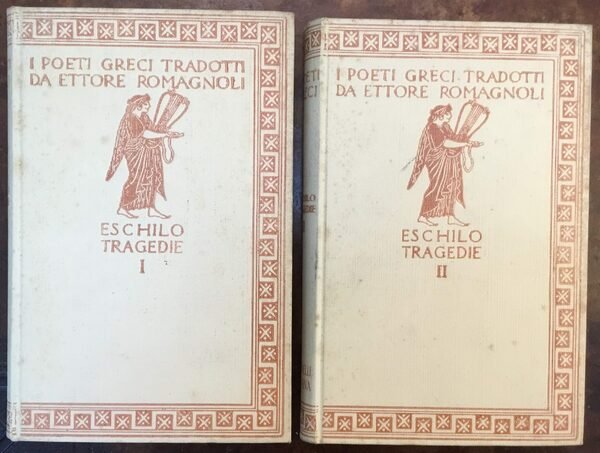 I POETI GRECI TRADOTTI
DA ETTORE ROMAGNOLI
ESCHILO
TRAGEDIE
I
I POETI GRECI TRADOTTI
DA ETTORE ROMAGNOLI
ESCHILO
TRAGEDIE
II